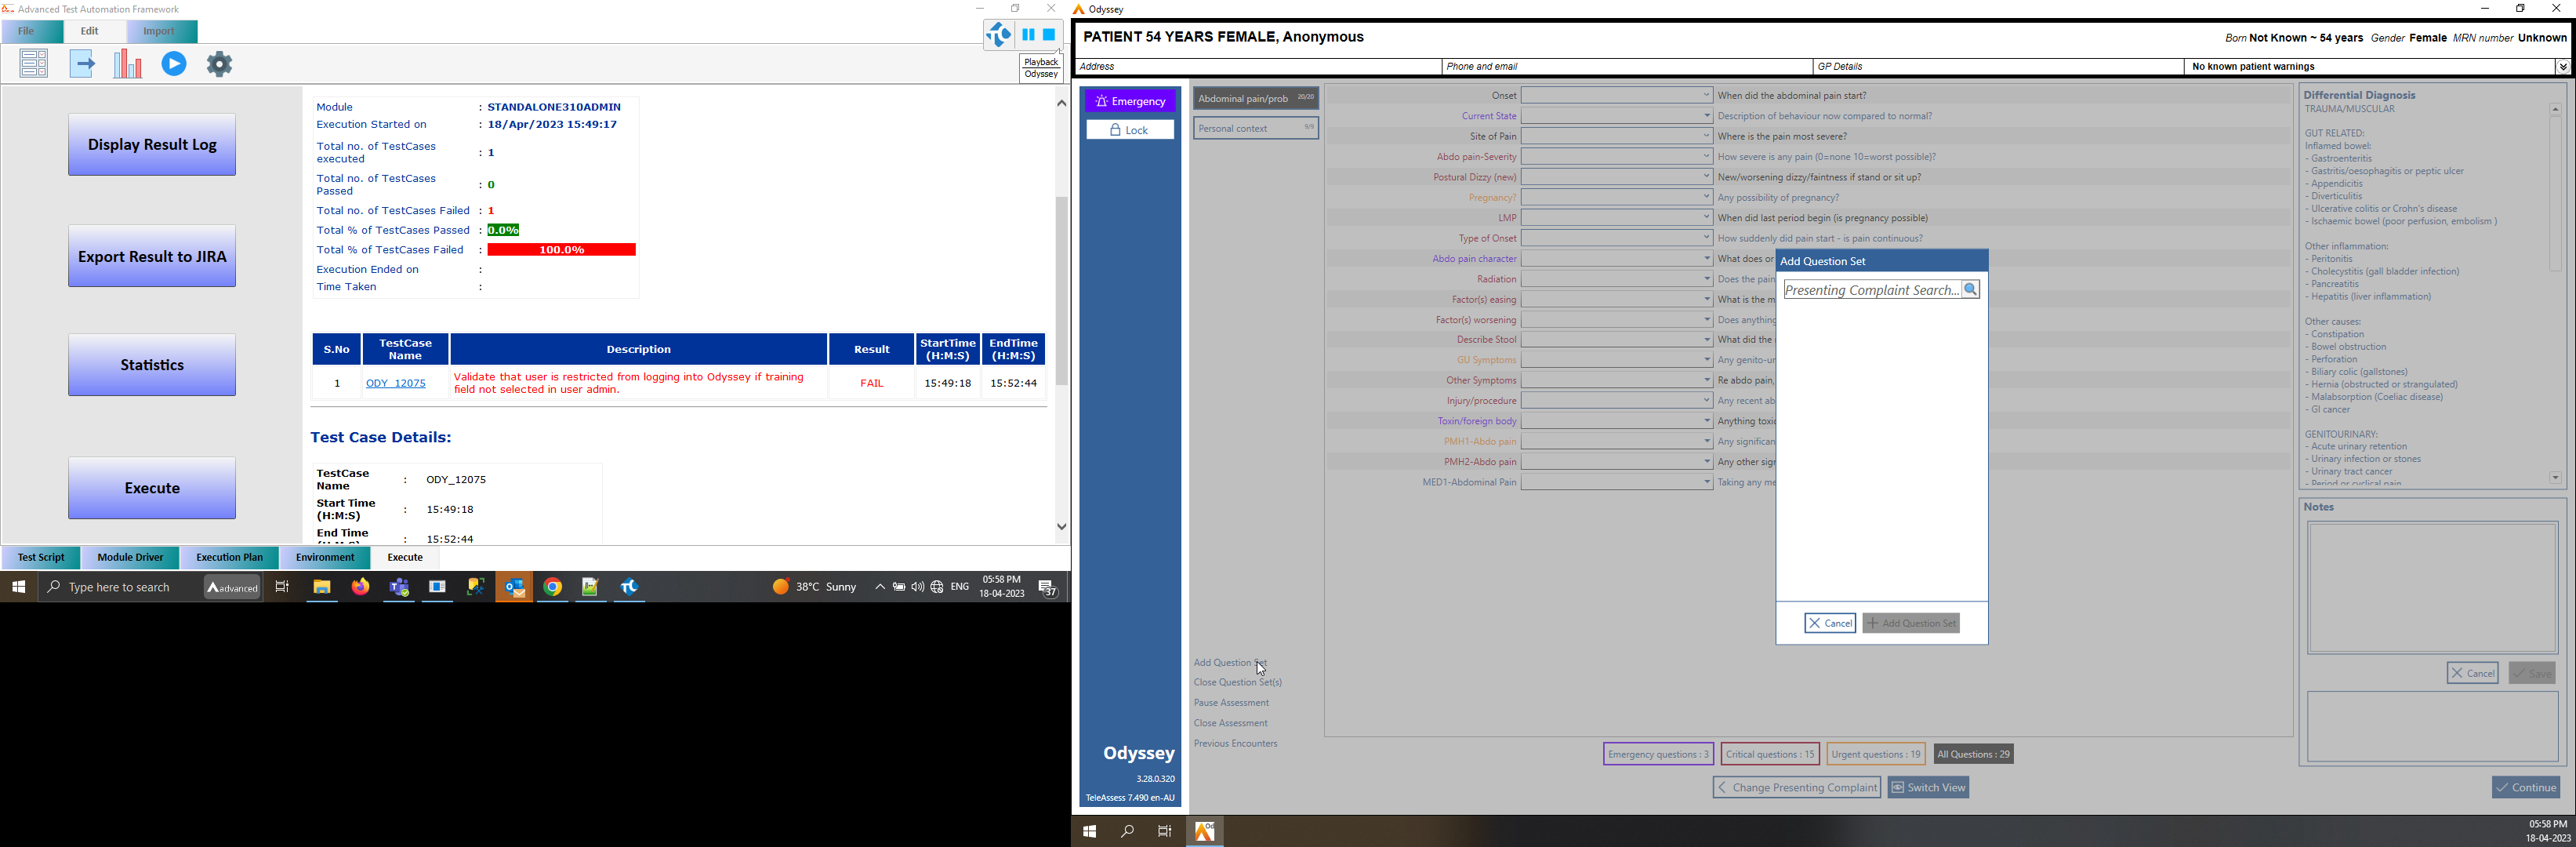 Advanced Test Automation Framework
File
Edit
Import
Playback
Odyssey
Display Result Log
Export Result to JIRA
Statistics
Execute
Module : STANDALONE310ADMIN
Execution Started on : 18/Apr/2023 15:49:17
Total no. of TestCases
executed : 1
Total no. of TestCases
Passed : 0
Total no. of TestCases Failed : 1
Total % of TestCases Passed : 0.0%
Total % of TestCases Failed : 100.0%
Execution Ended on :
Time Taken :
S.No TestCase Name Description Result StartTime (H:M:S) EndTime (H:M:S)
1 ODY_12075 Validate that user is restricted from logging into Odyssey if training FAIL 15:49:18 15:52:44
field not selected in user admin.
Test Case Details:
TestCase
Name : ODY_12075
Start Time
(H:M:S) : 15:49:18
End Time
(H:M:S) : 15:52:44
Test Script
Module Driver
Execution Plan
Environment
Execute
Type here to search
advanced
38°C Sunny
ENG
05:58 PM
18-04-2023
37
Odyssey
PATIENT 54 YEARS FEMALE, Anonymous
Born Not Known ~ 54 years Gender Female MRN number Unknown
Address
Phone and email
GP Details
No known patient warnings
Emergency
Lock
Odyssey
3.28.0.320
TeleAssess 7.490 en-AU
Abdominal pain/prob 20/20
Personal context 9/9
Add Question Set
Close Question Set(s)
Pause Assessment
Close Assessment
Previous Encounters
Onset When did the abdominal pain start?
Current State Description of behaviour now compared to normal?
Site of Pain Where is the pain most severe?
Abdo pain-Severity How severe is any pain (0=none 10=worst possible)?
Postural Dizzy (new) New/worsening dizzy/faintness if stand or sit up?
Pregnancy? Any possibility of pregnancy?
LMP When did last period begin (is pregnancy possible)
Type of Onset How suddenly did pain start - is pain continuous?
Abdo pain character What does or
Radiation Does the pain
Factor(s) easing What is the m
Factor(s) worsening Does anything
Describe Stool What did the
GU Symptoms Any genito-ur
Other Symptoms Re abdo pain,
Injury/procedure Any recent ab
Toxin/foreign body Anything toxic
PMH1-Abdo pain Any significan
PMH2-Abdo pain Any other sig
MED1-Abdominal Pain Taking any me
Add Question Set
Presenting Complaint Search...
Cancel
Add Question Set
Emergency questions : 3
Critical questions : 15
Urgent questions : 19
All Questions : 29
Change Presenting Complaint
Switch View
Differential Diagnosis
TRAUMA/MUSCULAR
GUT RELATED:
Inflamed bowel:
- Gastroenteritis
- Gastritis/oesophagitis or peptic ulcer
- Appendicitis
- Diverticulitis
- Ulcerative colitis or Crohn's disease
- Ischaemic bowel (poor perfusion, embolism )
Other inflammation:
- Peritonitis
- Cholecystitis (gall bladder infection)
- Pancreatitis
- Hepatitis (liver inflammation)
Other causes:
- Constipation
- Bowel obstruction
- Perforation
- Biliary colic (gallstones)
- Hernia (obstructed or strangulated)
- Malabsorption (Coeliac disease)
- GI cancer
GENITOURINARY:
- Acute urinary retention
- Urinary infection or stones
- Urinary tract cancer
- Period or cyclical pain
Notes
Cancel
Save
Continue
05:58 PM
18-04-2023